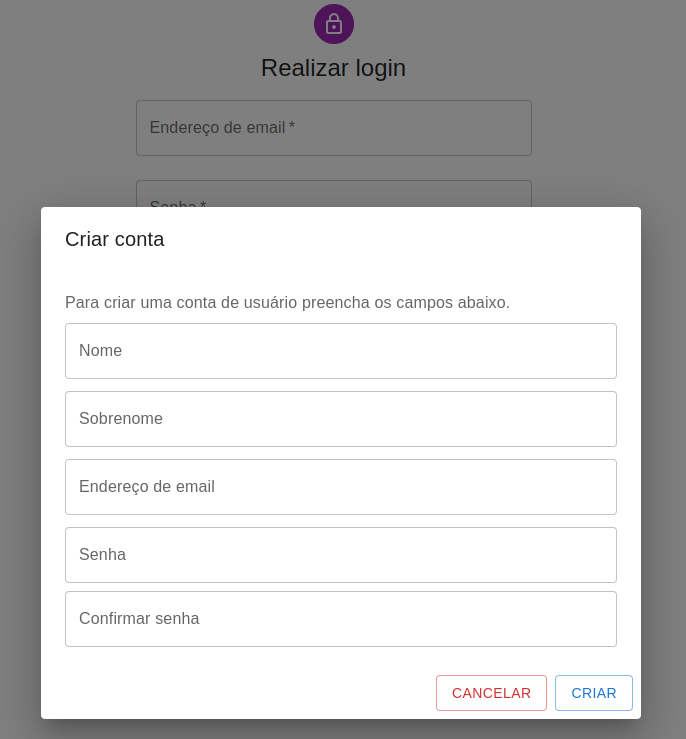 Realizar login
Endereço de email *
Senha *
Criar conta
Para criar uma conta de usuário preencha os campos abaixo.
Nome
Sobrenome
Endereço de email
Senha
Confirmar senha
CANCELAR CRIAR